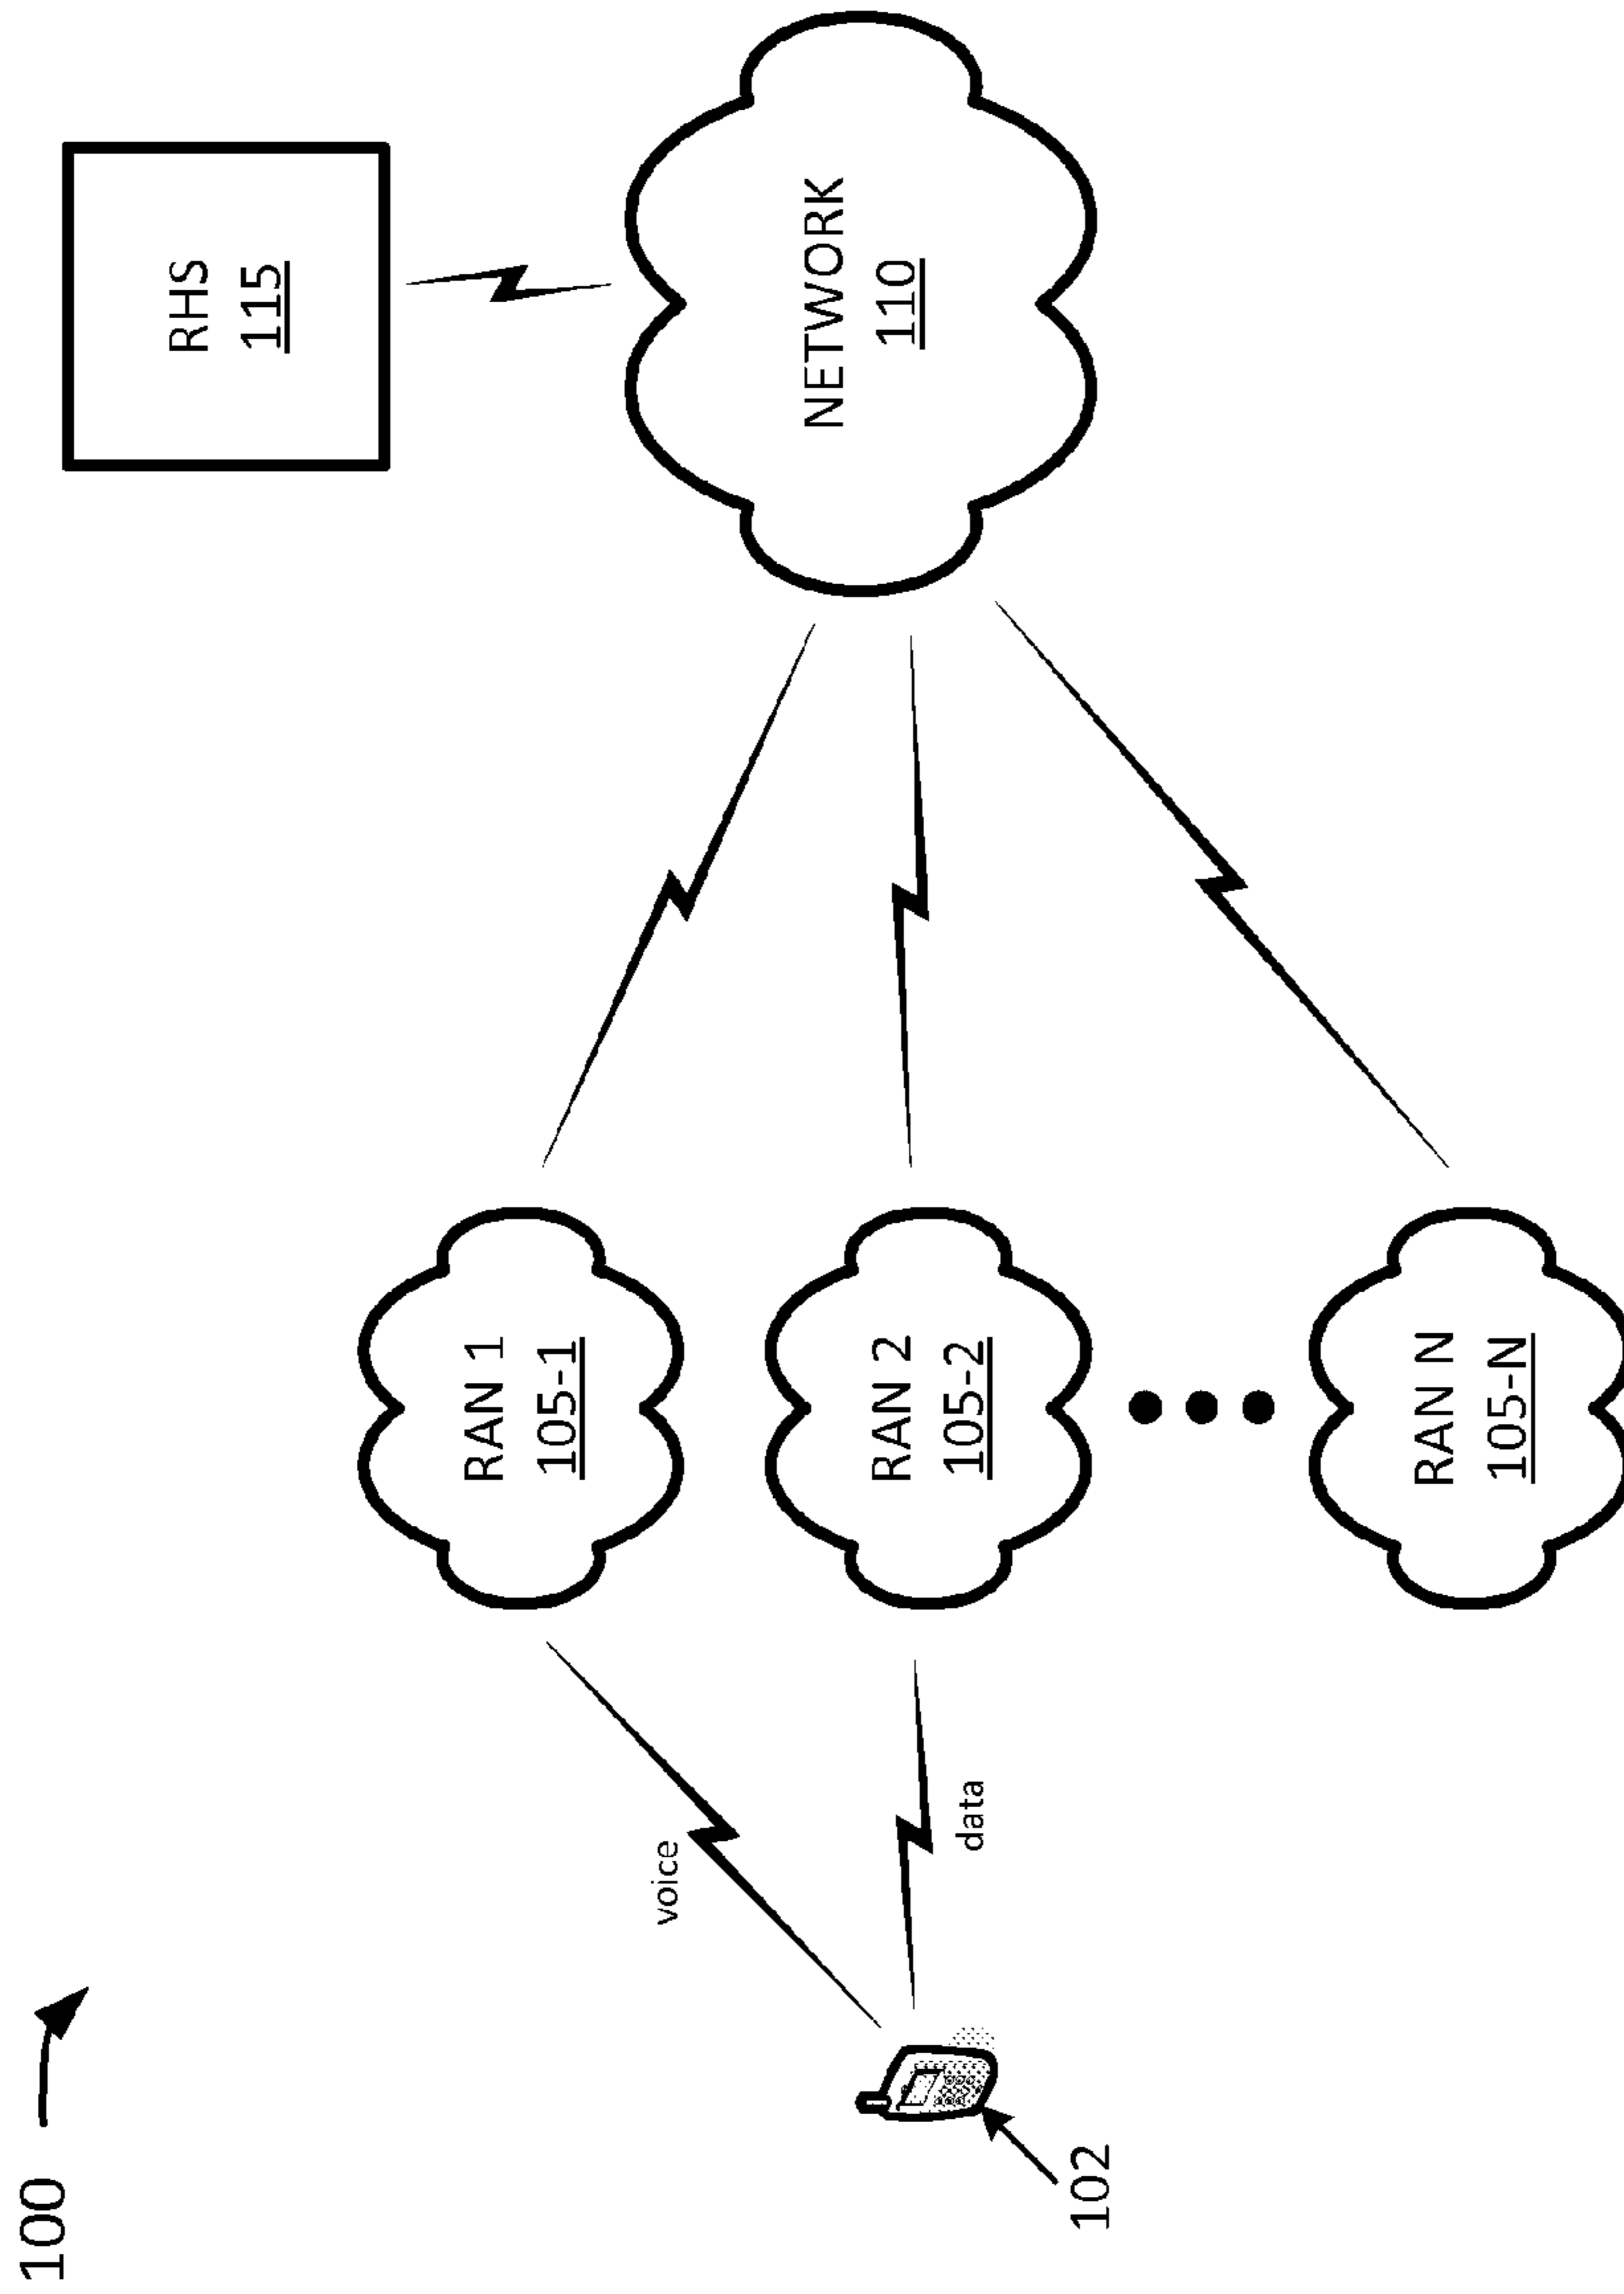 100
RHS
115
NETWORK
110
RAN 1
105-1
voice
RAN 2
105-2
data
102
RAN N
105-N